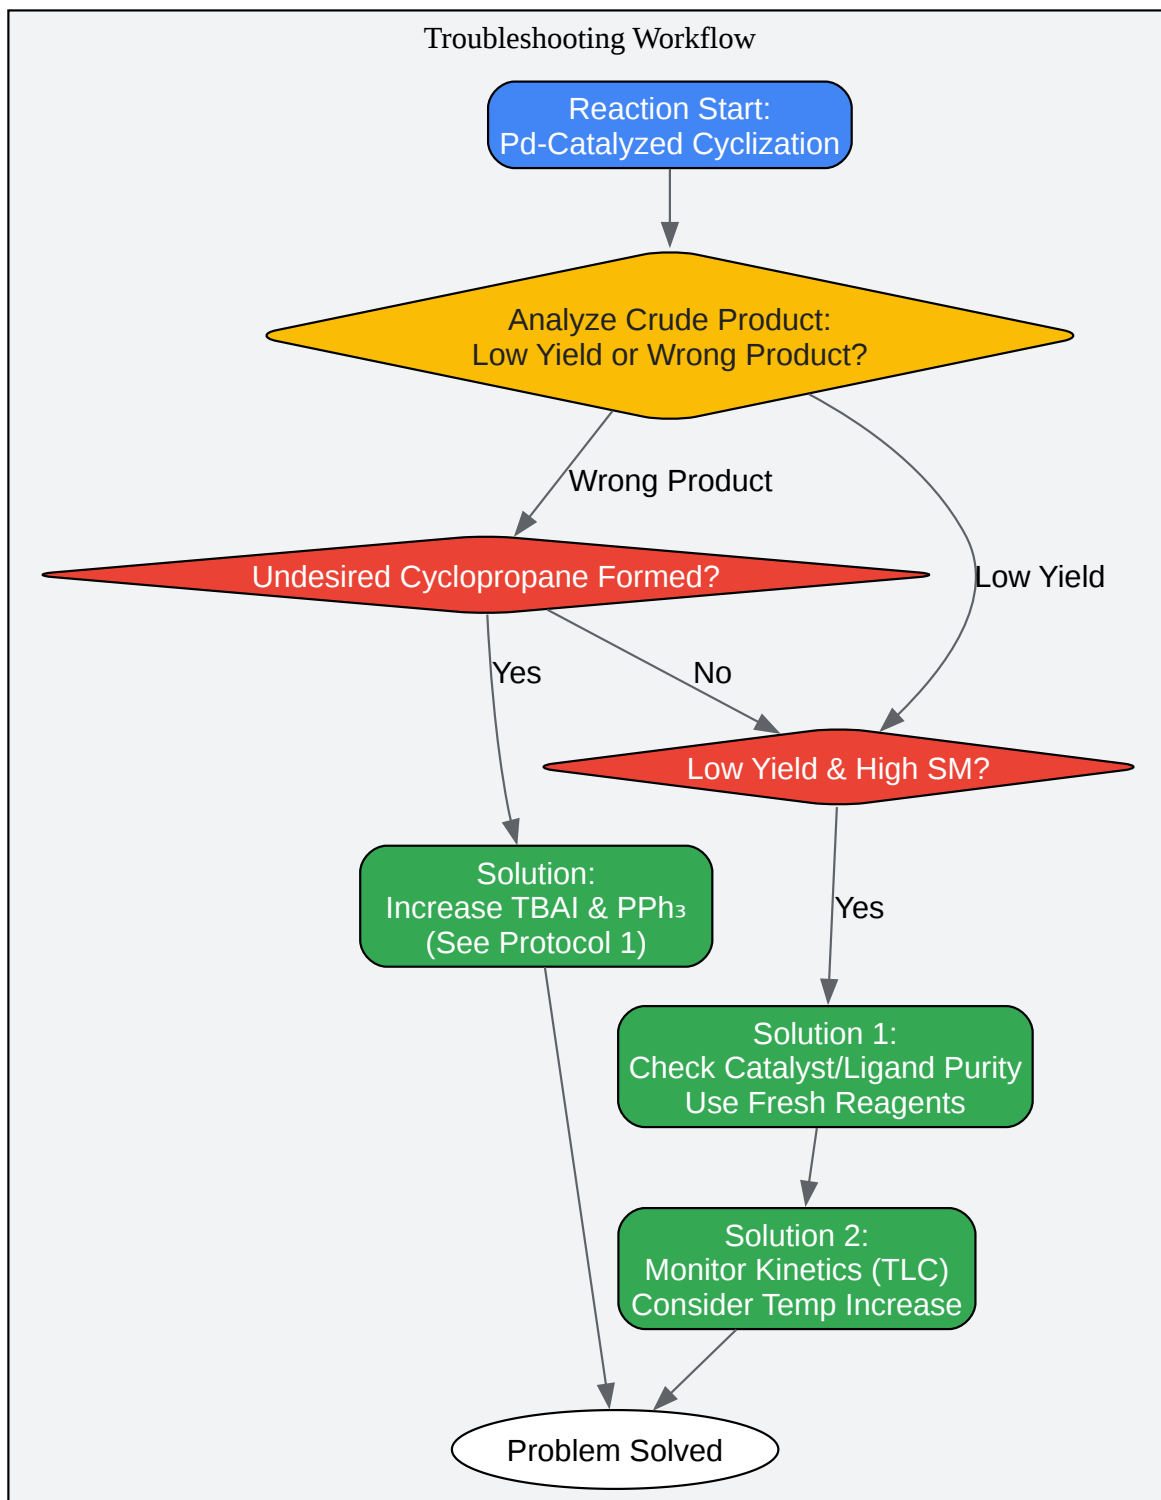 Troubleshooting Workflow
Reaction Start:
Pd-Catalyzed Cyclization
Analyze Crude Product:
Low Yield or Wrong Product?
Wrong Product
Low Yield
Undesired Cyclopropane Formed?
Yes
No
Low Yield & High SM?
Solution:
Increase TBAI & PPh₃
(See Protocol 1)
Yes
Solution 1:
Check Catalyst/Ligand Purity
Use Fresh Reagents
Solution 2:
Monitor Kinetics (TLC)
Consider Temp Increase
Problem Solved